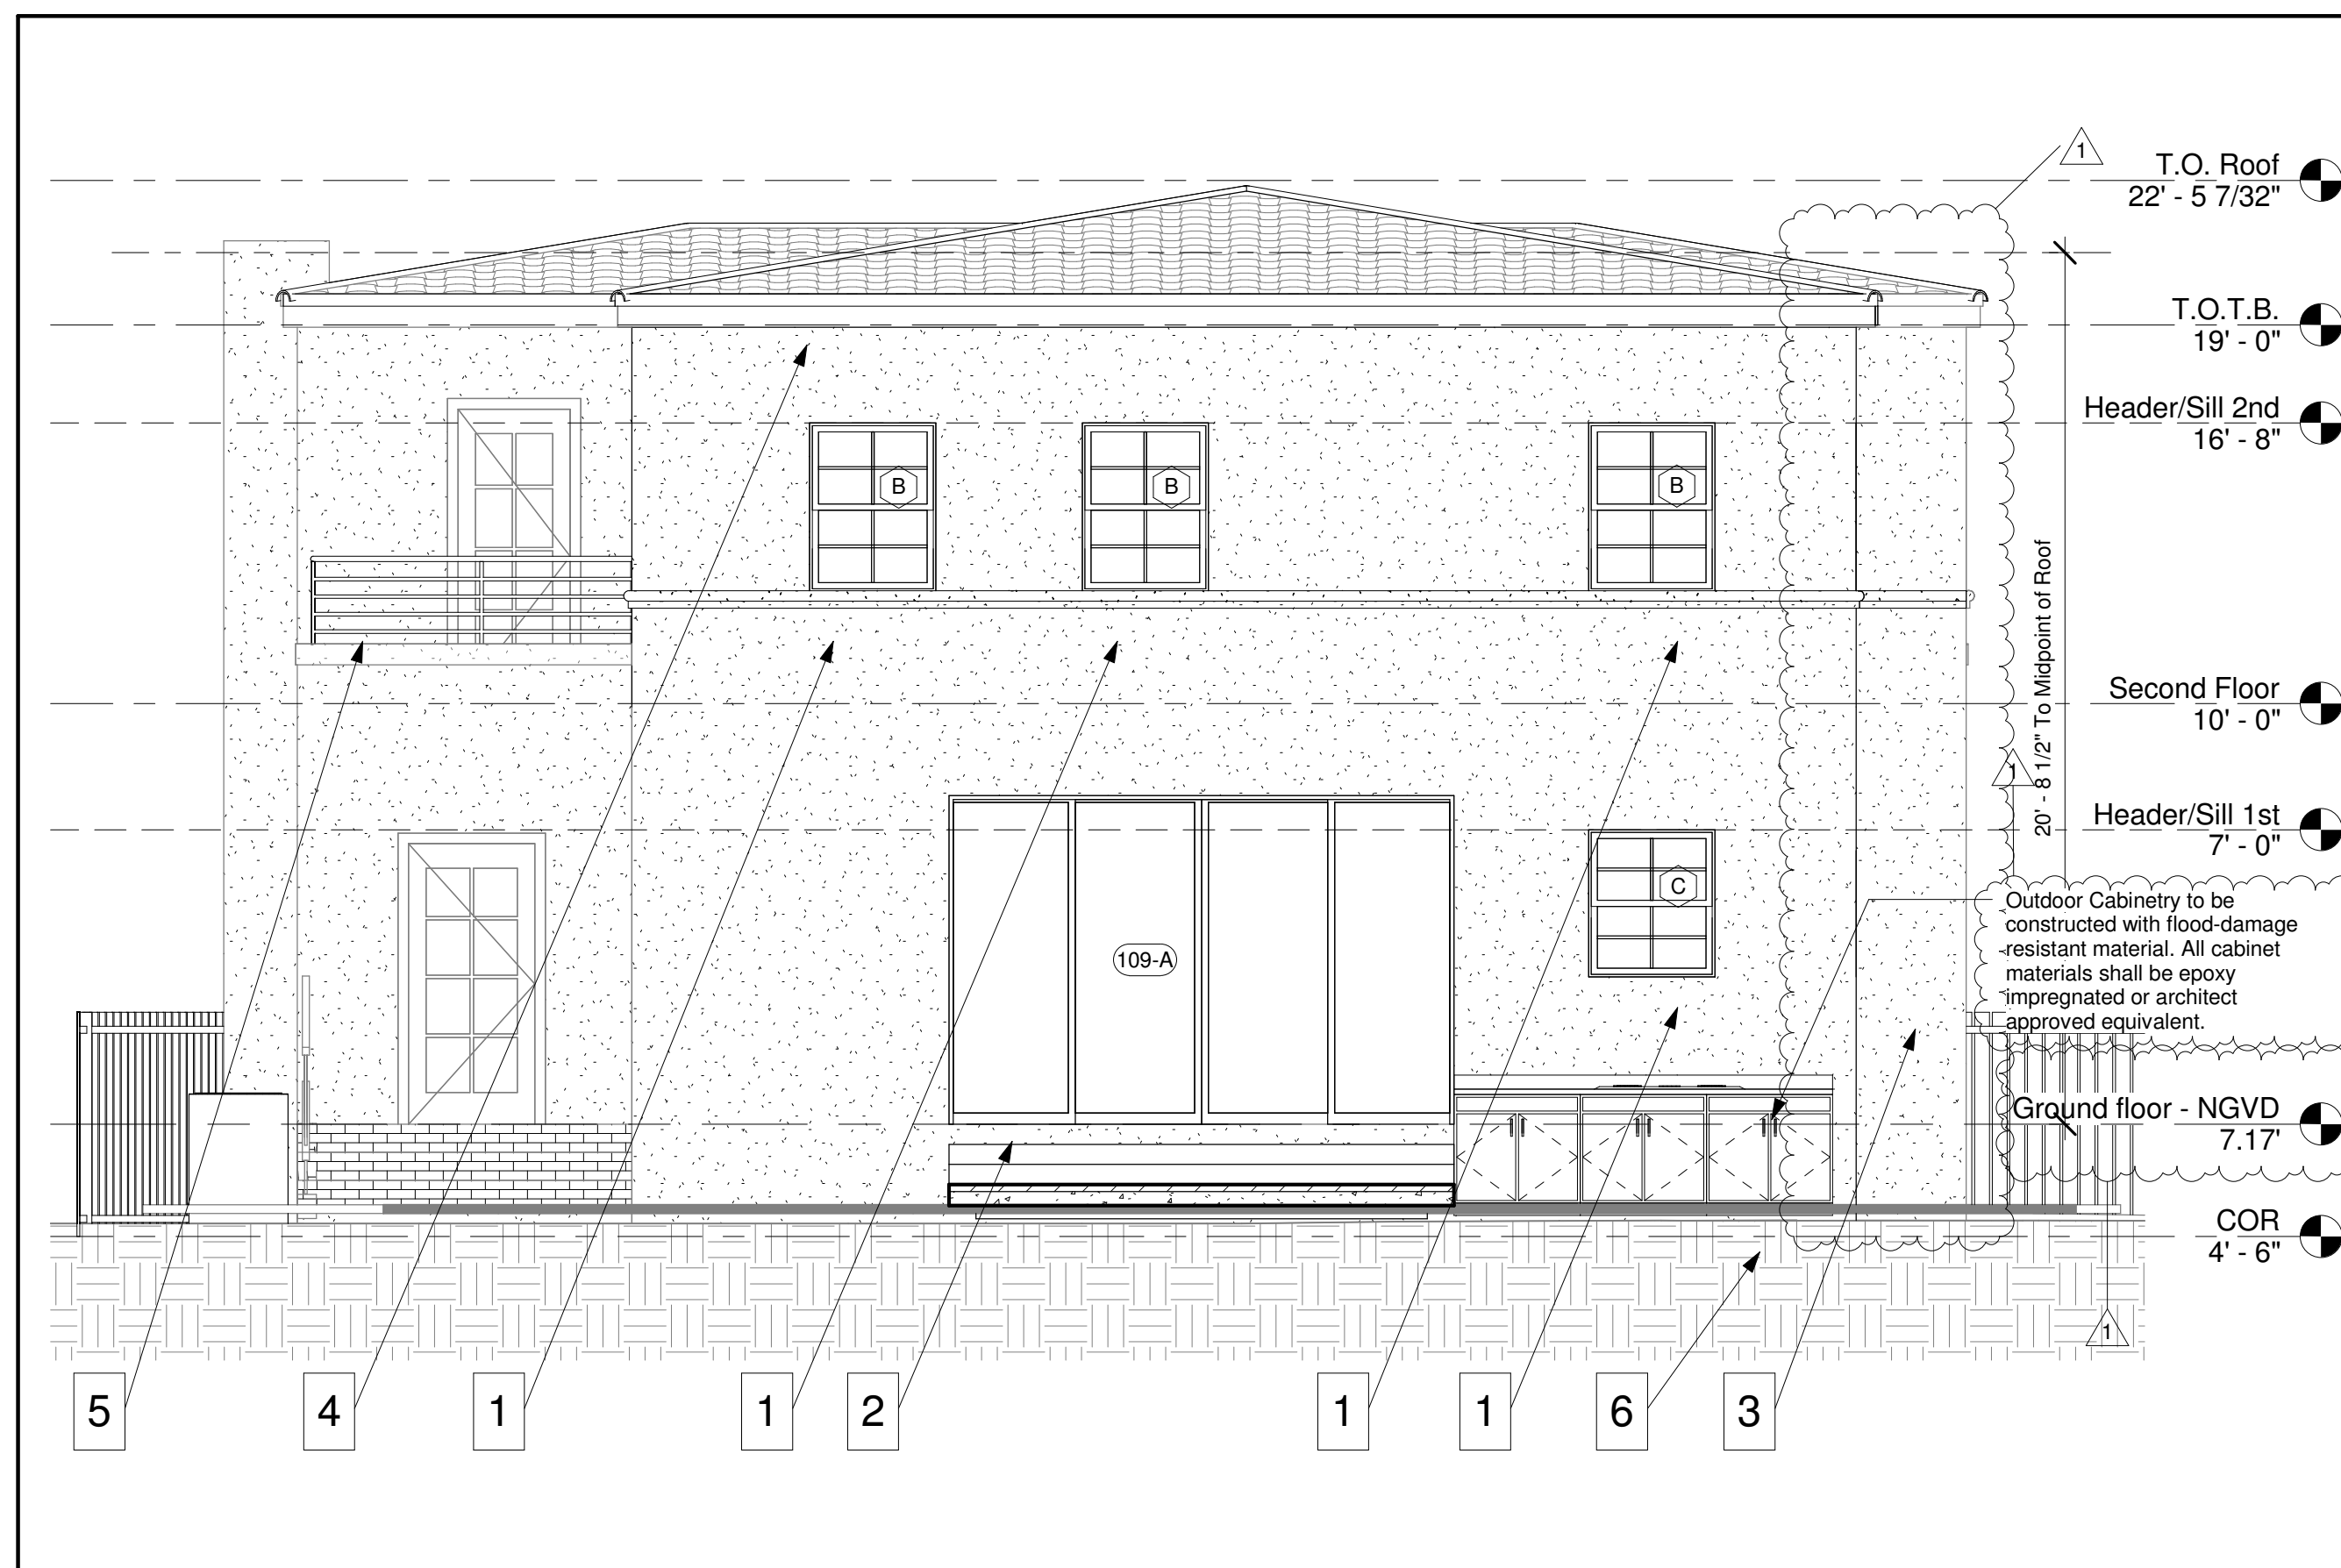 1
T.O. Roof
22' - 5 7/32"
T.O.T.B.
19' - 0"
Header/Sill 2nd
16' - 8"
B
B
B
20' - 8 1/2" To Midpoint of Roof
Second Floor
10' - 0"
1
Header/Sill 1st
7' - 0"
C
109-A
Outdoor Cabinetry to be
constructed with flood-damage
resistant material. All cabinet
materials shall be epoxy
impregnated or architect
approved equivalent.
Ground floor - NGVD
7.17'
COR
4' - 6"
1
5
4
1
1
2
1
1
6
3